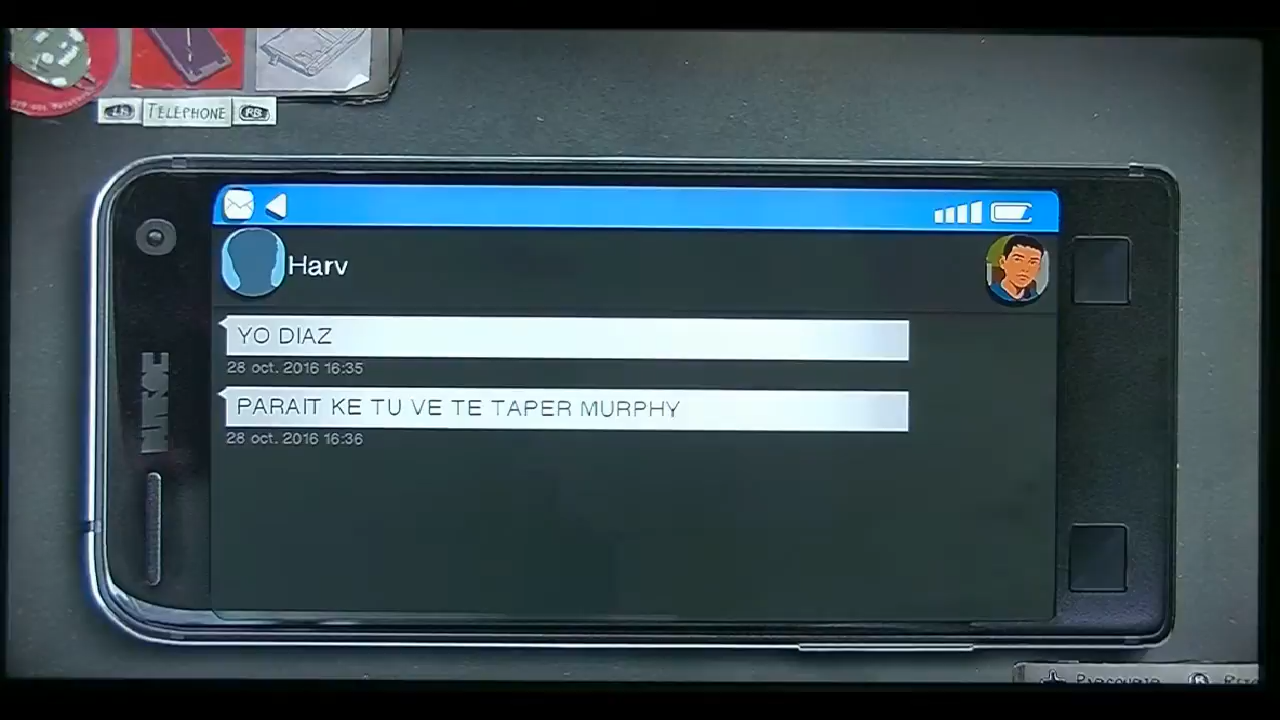 TELEPHONE
Harv
YO DIAZ
28 oct. 2016 16:35
PARAIT KE TU VE TE TAPER MURPHY
28 oct. 2016 16:36